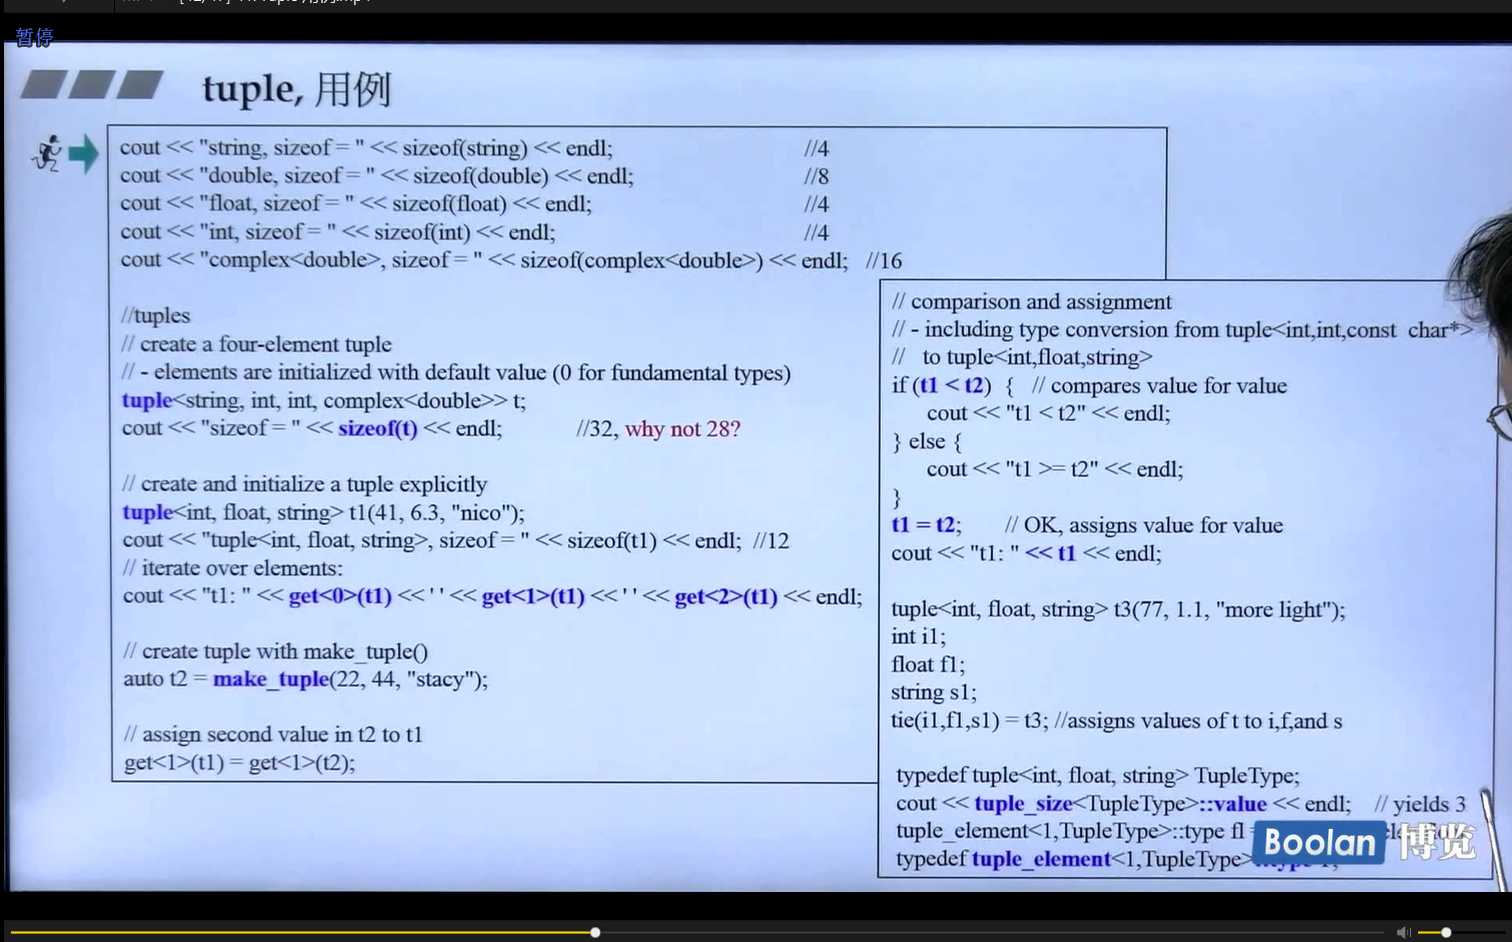 暂停
tuple, 用例
cout << "string, sizeof = " << sizeof(string) << endl; //4
cout << "double, sizeof = " << sizeof(double) << endl; //8
cout << "float, sizeof = " << sizeof(float) << endl; //4
cout << "int, sizeof = " << sizeof(int) << endl; //4
cout << "complex<double>, sizeof = " << sizeof(complex<double>) << endl; //16
//tuples
// create a four-element tuple
// - elements are initialized with default value (0 for fundamental types)
tuple<string, int, int, complex<double>> t;
cout << "sizeof = " << sizeof(t) << endl; //32, why not 28?
// create and initialize a tuple explicitly
tuple<int, float, string> t1(41, 6.3, "nico");
cout << "tuple<int, float, string>, sizeof = " << sizeof(t1) << endl; //12
// iterate over elements:
cout << "t1: " << get<0>(t1) << ' ' << get<1>(t1) << ' ' << get<2>(t1) << endl;
// create tuple with make_tuple()
auto t2 = make_tuple(22, 44, "stacy");
// assign second value in t2 to t1
get<1>(t1) = get<1>(t2);
// comparison and assignment
// - including type conversion from tuple<int,int,const char*>
// to tuple<int,float,string>
if (t1 < t2) { // compares value for value
cout << "t1 < t2" << endl;
} else {
cout << "t1 >= t2" << endl;
}
t1 = t2; // OK, assigns value for value
cout << "t1: " << t1 << endl;
tuple<int, float, string> t3(77, 1.1, "more light");
int i1;
float f1;
string s1;
tie(i1,f1,s1) = t3; //assigns values of t to i,f,and s
typedef tuple<int, float, string> TupleType;
cout << tuple_size<TupleType>::value << endl; // yields 3
tuple_element<1,TupleType>::type fl
typedef tuple_element<1,TupleType>
Boolan 博览